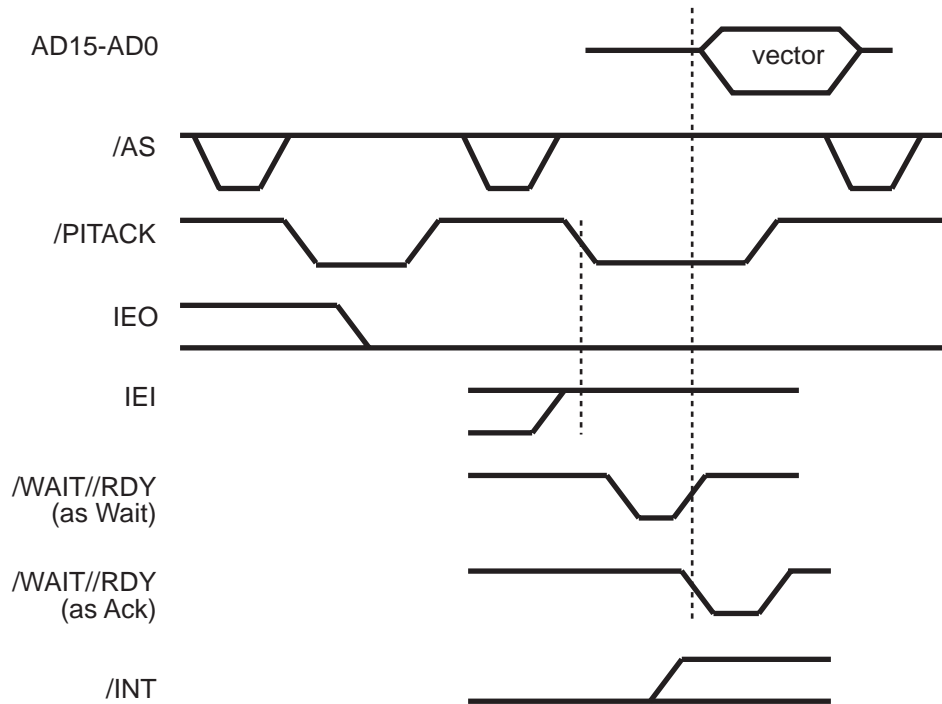 AD15-AD0
vector
/AS
/PITACK
IEO
IEI
/WAIT//RDY
(as Wait)
/WAIT//RDY
(as Ack)
/INT